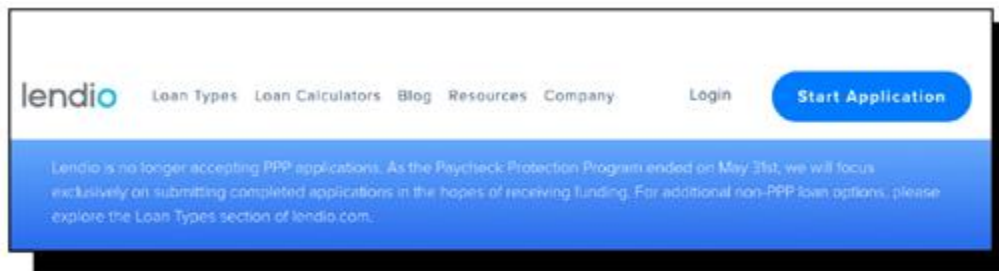 lendio Loan Types Loan Calculators Blog Resources Company Login Start Application
Lendio is no longer accepting PPP applications. As the Paycheck Protection Program ended on May 31st, we will focus
exclusively on submitting completed applications in the hopes of receiving funding. For additional non-PPP loan options, please
explore the Loan Types section of lendio.com.